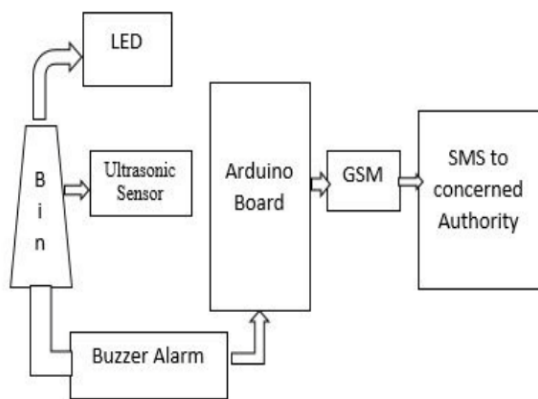 LED
B
i
n
Ultrasonic
Sensor
Arduino
Board
GSM
SMS to
concerned
Authority
Buzzer Alarm